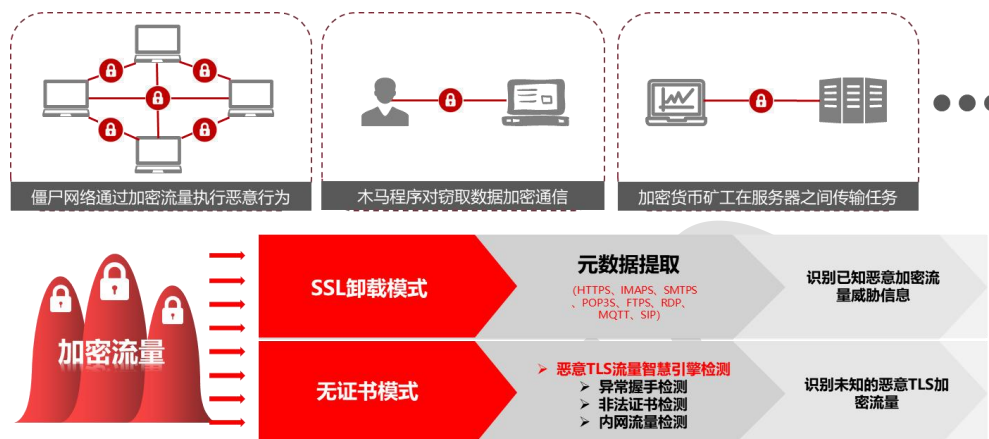 僵尸网络通过加密流量执行恶意行为
木马程序对窃取数据加密通信
加密货币矿工在服务器之间传输任务
加密流量
SSL卸载模式
元数据提取
(HTTPS、IMAPS、SMTPS
、POP3S、FTPS、RDP、
MQTT、SIP)
识别已知恶意加密流
量威胁信息
无证书模式
恶意TLS流量智慧引擎检测
异常握手检测
非法证书检测
内网流量检测
识别未知的恶意TLS加
密流量